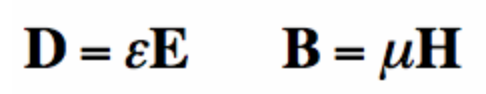 D = εE B = μH